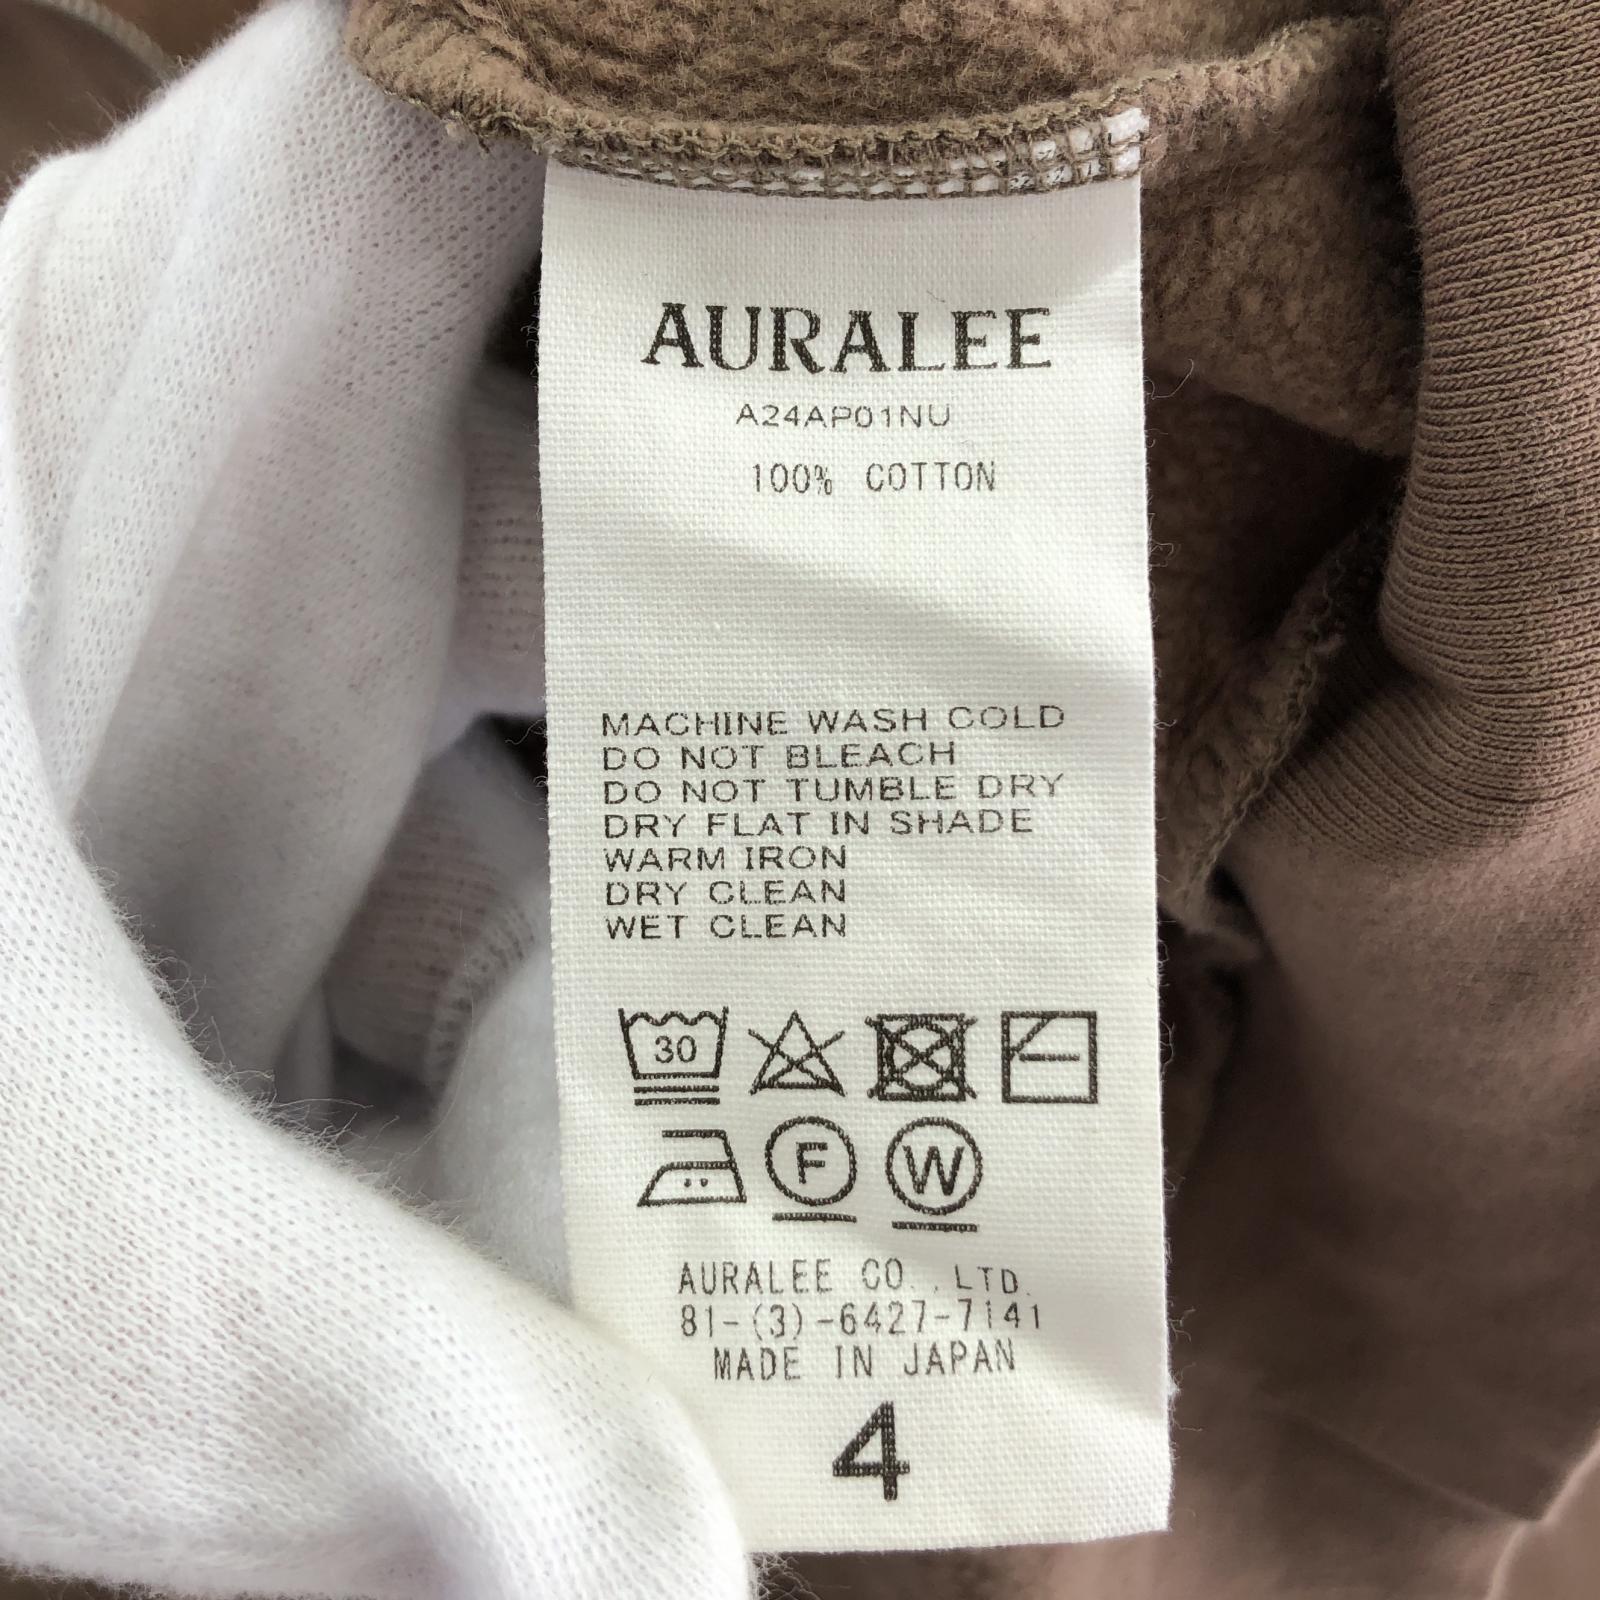 AURALEE
A24AP01NU
100% COTTON
MACHINE WASH COLD
DO NOT BLEACH
DO NOT TUMBLE DRY
DRY FLAT IN SHADE
WARM IRON
DRY CLEAN
WET CLEAN
30
F W
AURALEE CO.,LTD.
81-(3)-6427-7141
MADE IN JAPAN
4